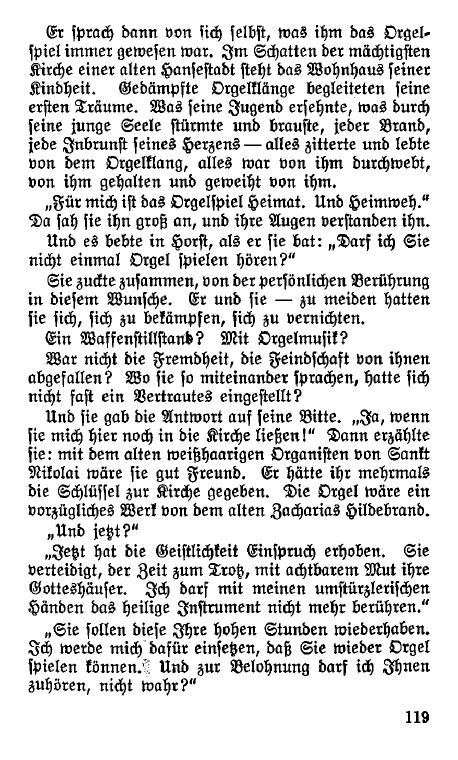 Er sprach dann von sich selbst, was ihm das Orgel-
spiel immer gewesen war. Im Schatten der mächtigsten
Kirche einer alten Hansestadt steht das Wohnhaus seiner
Kindheit. Gedämpfte Orgelklänge begleiteten seine
ersten Träume. Was seine Jugend ersehnte, was durch
seine junge Seele stürmte und brauste, jeder Brand,
jede Inbrunst seines Herzens — alles zitterte und lebte
von dem Orgelklang, alles war von ihm durchwebt,
von ihm gehalten und geweiht von ihm.
„Für mich ist das Orgelspiel Heimat. Und Heimweh.“
Da sah sie ihn groß an, und ihre Augen verstanden ihn.
Und es bebte in Horst, als er sie bat: „Darf ich Sie
nicht einmal Orgel spielen hören?“
Sie zuckte zusammen, von der persönlichen Berührung
in diesem Wunsche. Er und sie — zu meiden hatten
sie sich, sich zu bekämpfen, sich zu vernichten.
Ein Waffenstillstand? Mit Orgelmusik?
War nicht die Fremdheit, die Feindschaft von ihnen
abgefallen? Wo sie so miteinander sprachen, hatte sich
nicht fast ein Vertrautes eingestellt?
Und sie gab die Antwort auf seine Bitte. „Ja, wenn
sie mich hier noch in die Kirche ließen!“ Dann erzählte
sie: mit dem alten weißhaarigen Organisten von Sankt
Nikolai wäre sie gut Freund. Er hätte ihr mehrmals
die Schlüssel zur Kirche gegeben. Die Orgel wäre ein
vorzügliches Werk von dem alten Zacharias Hildebrand.
„Und jetzt?“
„Jetzt hat die Geistlichkeit Einspruch erhoben. Sie
verteidigt, der Zeit zum Trotz, mit achtbarem Mut ihre
Gotteshäuser. Ich darf mit meinen umstürzlerischen
Händen das heilige Instrument nicht mehr berühren.“
„Sie sollen diese Ihre hohen Stunden wiederhaben.
Ich werde mich dafür einsetzen, daß Sie wieder Orgel
spielen können. Und zur Belohnung darf ich Ihnen
zuhören, nicht wahr?“
119